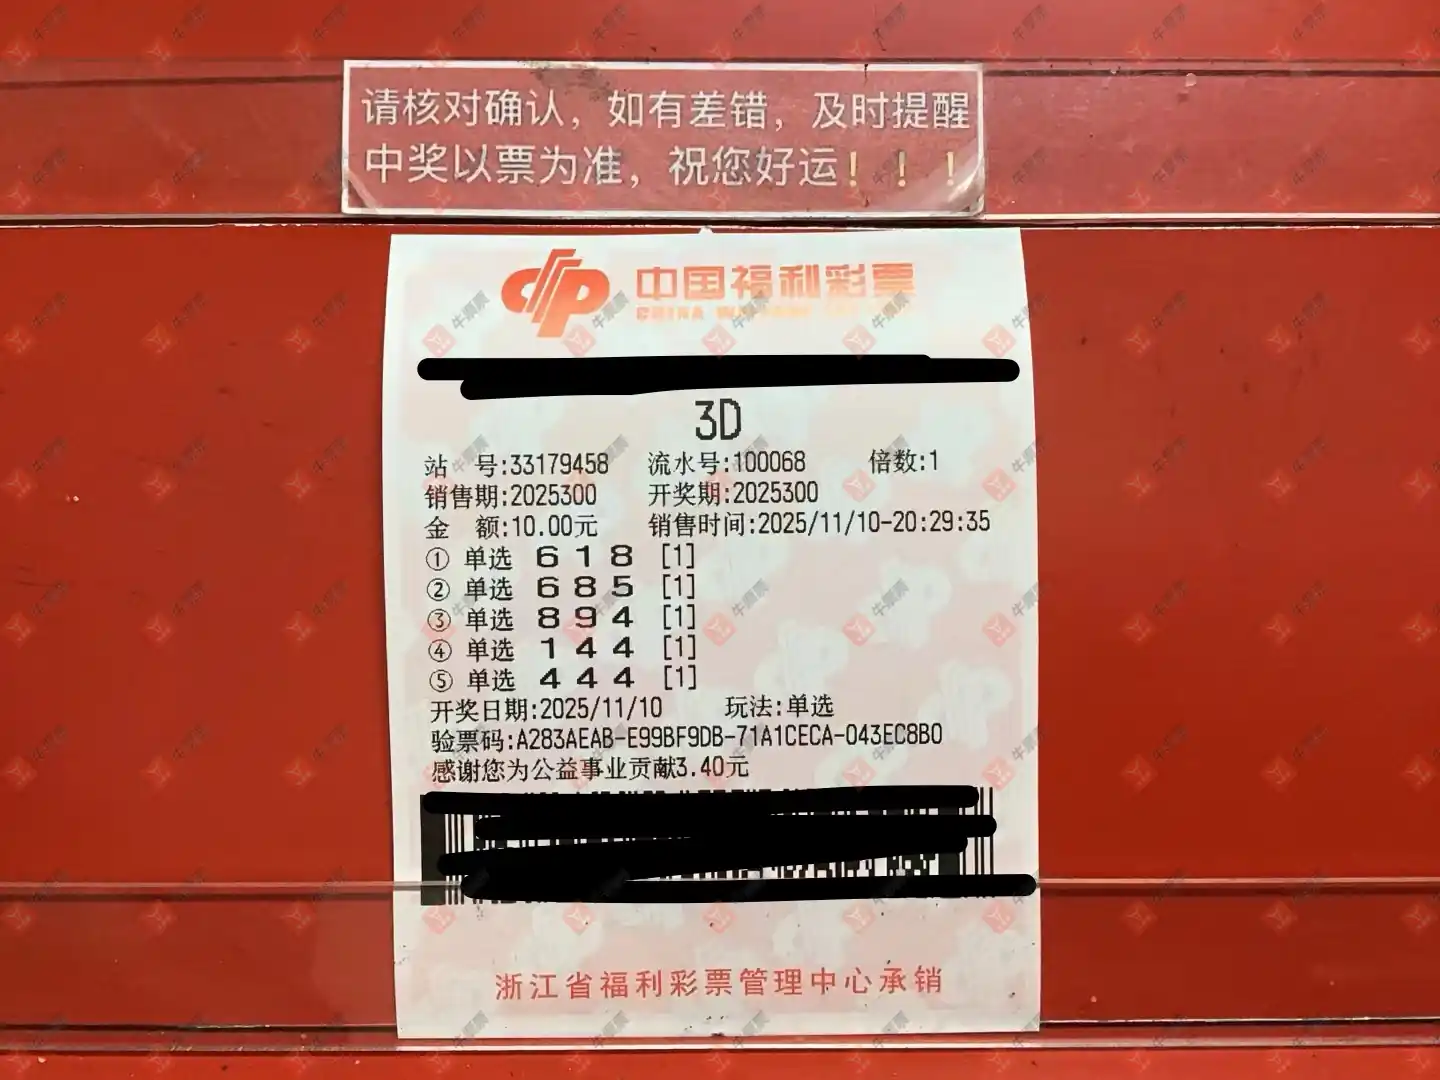 请核对确认，如有差错，及时提醒
中奖以票为准，祝您好运！！！
中国福利彩票
CHINA
3D
站 号:33179458 流水号:100068 倍数:1
销售期:2025300 开奖期:2025300
金 额:10.00元 销售时间:2025/11/10-20:29:35
① 单选 6 1 8 [1]
② 单选 6 8 5 [1]
③ 单选 8 9 4 [1]
④ 单选 1 4 4 [1]
⑤ 单选 4 4 4 [1]
开奖日期:2025/11/10 玩法:单选
验票码:A283AEAB-E99BF9DB-71A1CECA-043EC8B0
感谢您为公益事业贡献3.40元
浙江省福利彩票管理中心承销
牛票票